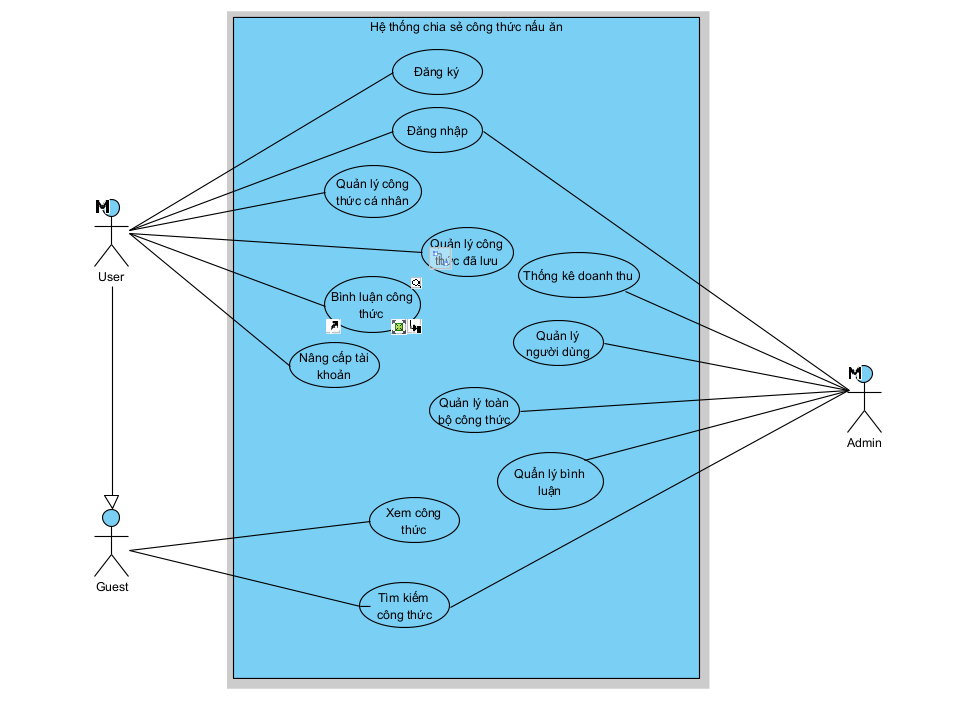 Hệ thống chia sẻ công thức nấu ăn
Đăng ký
Đăng nhập
Quản lý công
thức cá nhân
M
User
Quản lý công
thức đã lưu
Thống kê doanh thu
Bình luận công
thức
Quản lý
người dùng
Nâng cấp tài
khoản
M
Admin
Quản lý toàn
bộ công thức
Quẩn lý bình
luận
Xem công
thức
Guest
Tìm kiếm
công thức